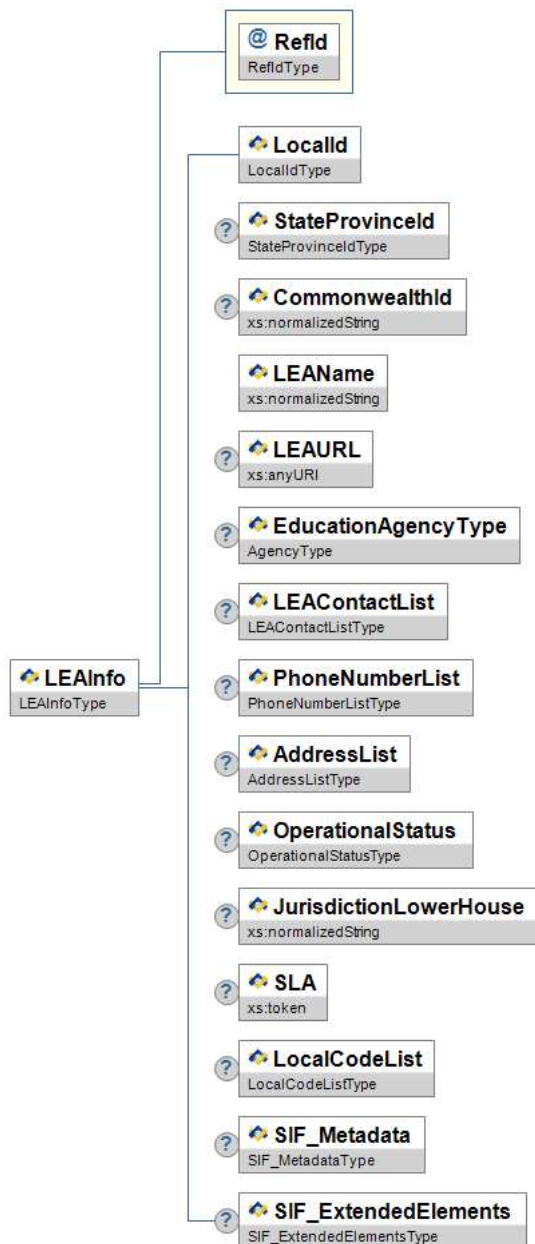 @ RefId
RefIdType
LocalId
LocalIdType
? StateProvinceId
StateProvinceIdType
? CommonwealthId
xs:normalizedString
LEAName
xs:normalizedString
? LEAURL
xs:anyURI
? EducationAgencyType
AgencyType
? LEAContactList
LEAContactListType
LEAInfo
LEAInfoType
? PhoneNumberList
PhoneNumberListType
? AddressList
AddressListType
? OperationalStatus
OperationalStatusType
? JurisdictionLowerHouse
xs:normalizedString
? SLA
xs:token
? LocalCodeList
LocalCodeListType
? SIF_Metadata
SIF_MetadataType
? SIF_ExtendedElements
SIF_ExtendedElementsType